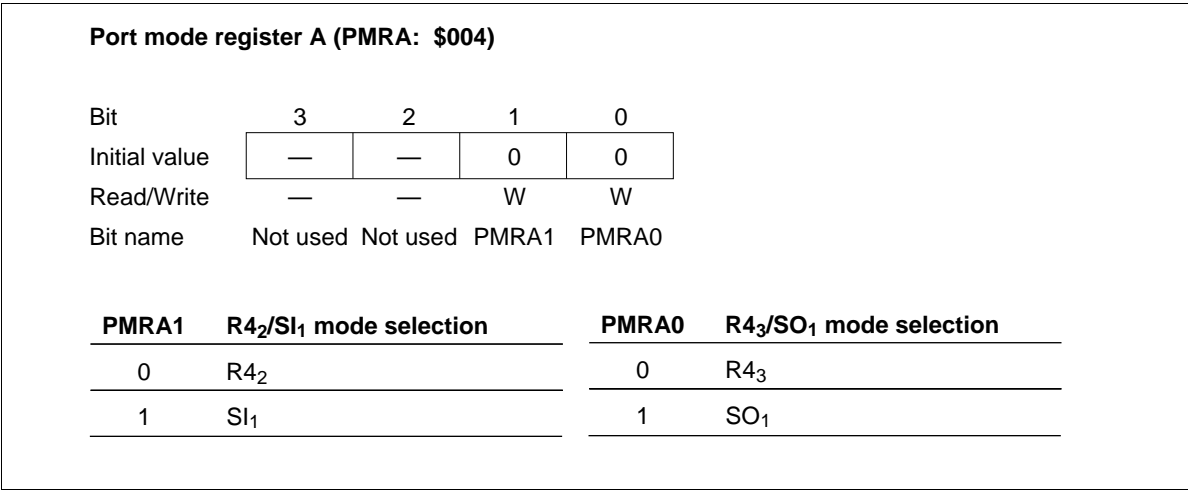 Port mode register A (PMRA: $004)
Bit 3 2 1 0
Initial value — — 0 0
Read/Write — — W W
Bit name Not used Not used PMRA1 PMRA0
PMRA1 R4₂/SI₁ mode selection PMRA0 R4₃/SO₁ mode selection
0 R4₂ 0 R4₃
1 SI₁ 1 SO₁